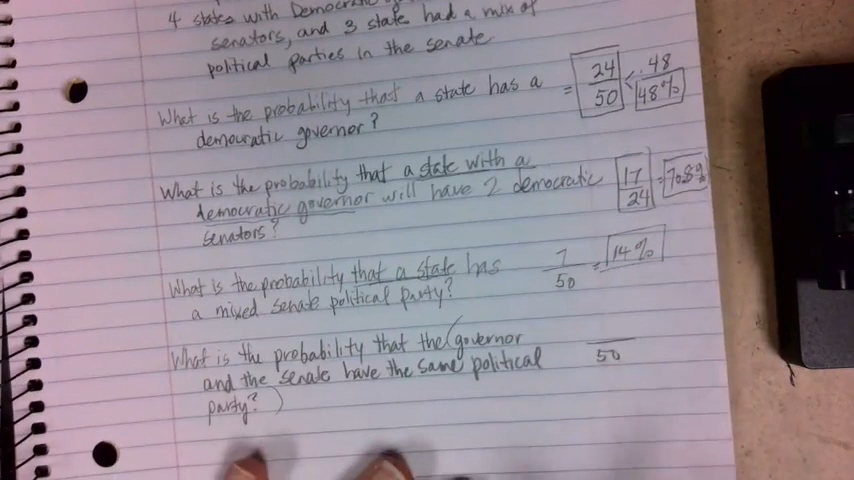 4 states with Democratic
senators, and 3 state had a mix of
political parties in the senate
What is the probability that a state has a = 24/50 < .48
48%
democratic governor?
What is the probability that a state with a
democratic governor will have 2 democratic 17/24 = 70.8%
senators?
What is the probability that a state has 7/50 = 14%
a mixed senate political party?
What is the probability that the (governor
and the senate have the same political 50
party?)